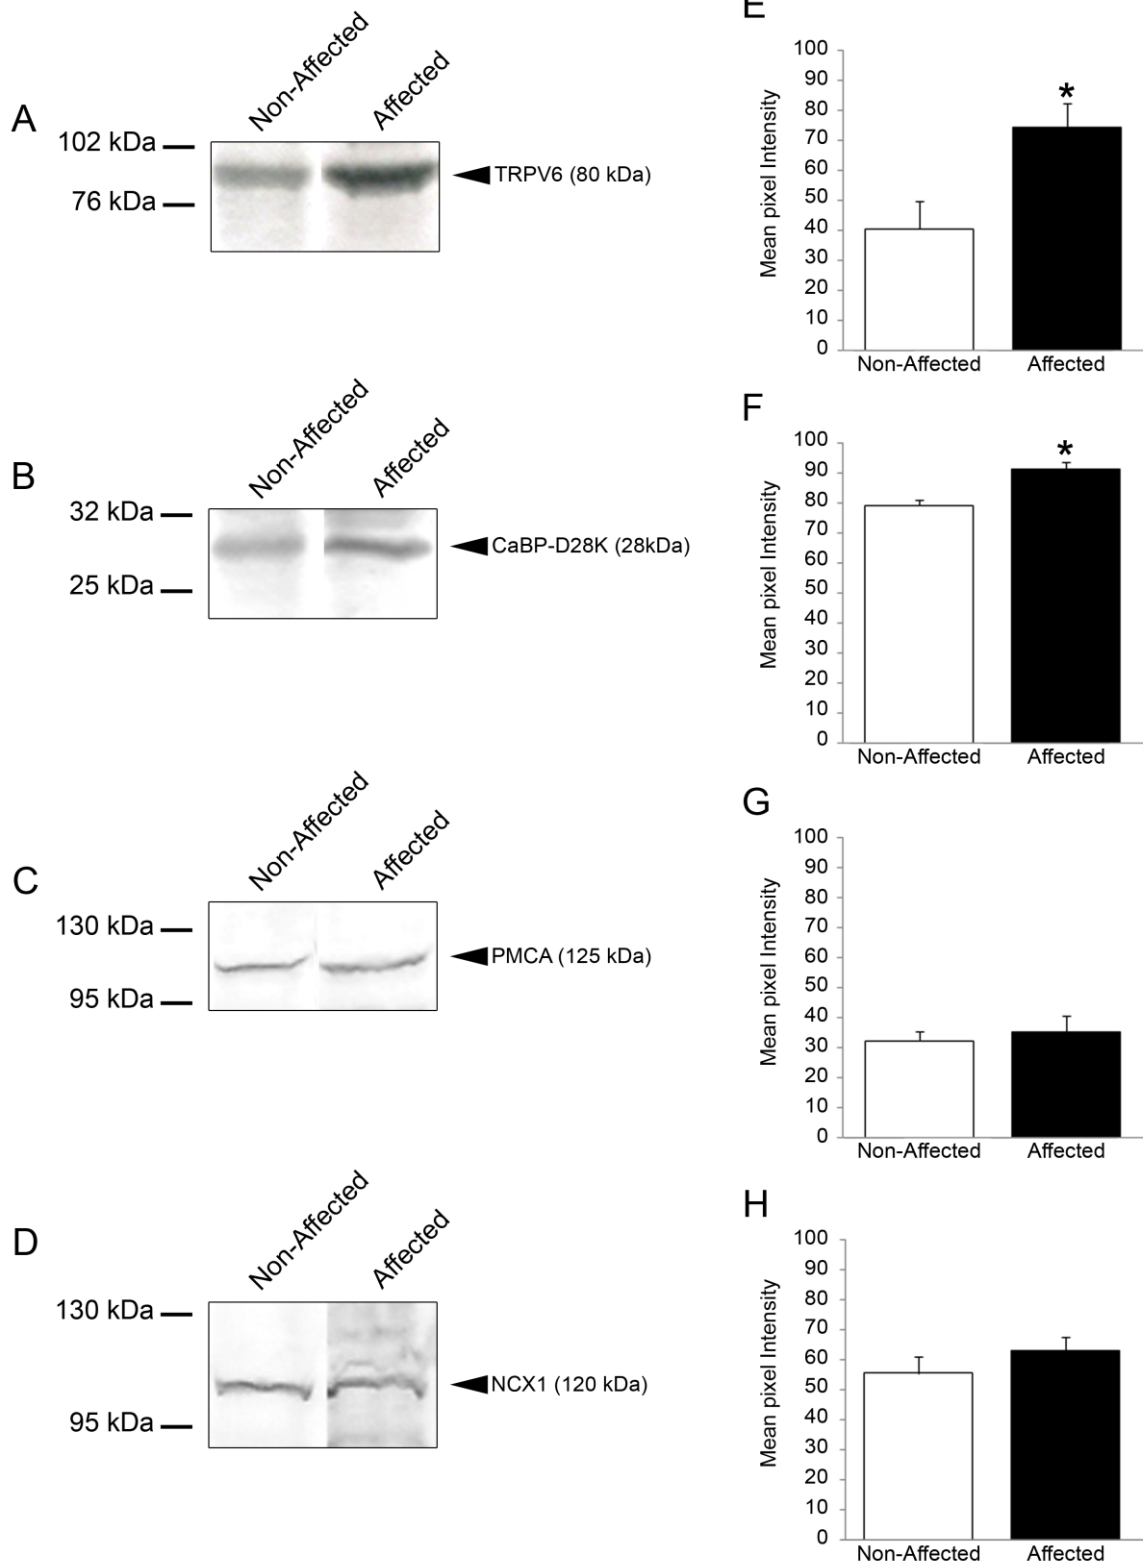 A
Non-Affected
Affected
102 kDa
76 kDa
TRPV6 (80 kDa)
B
Non-Affected
Affected
32 kDa
25 kDa
CaBP-D28K (28kDa)
C
Non-Affected
Affected
130 kDa
95 kDa
PMCA (125 kDa)
D
Non-Affected
Affected
130 kDa
95 kDa
NCX1 (120 kDa)
E
Mean pixel Intensity
100
90
80
70
60
50
40
30
20
10
0
*
Non-Affected Affected
F
Mean pixel Intensity
100
90
80
70
60
50
40
30
20
10
0
*
Non-Affected Affected
G
Mean pixel Intensity
100
90
80
70
60
50
40
30
20
10
0
Non-Affected Affected
H
Mean pixel Intensity
100
90
80
70
60
50
40
30
20
10
0
Non-Affected Affected